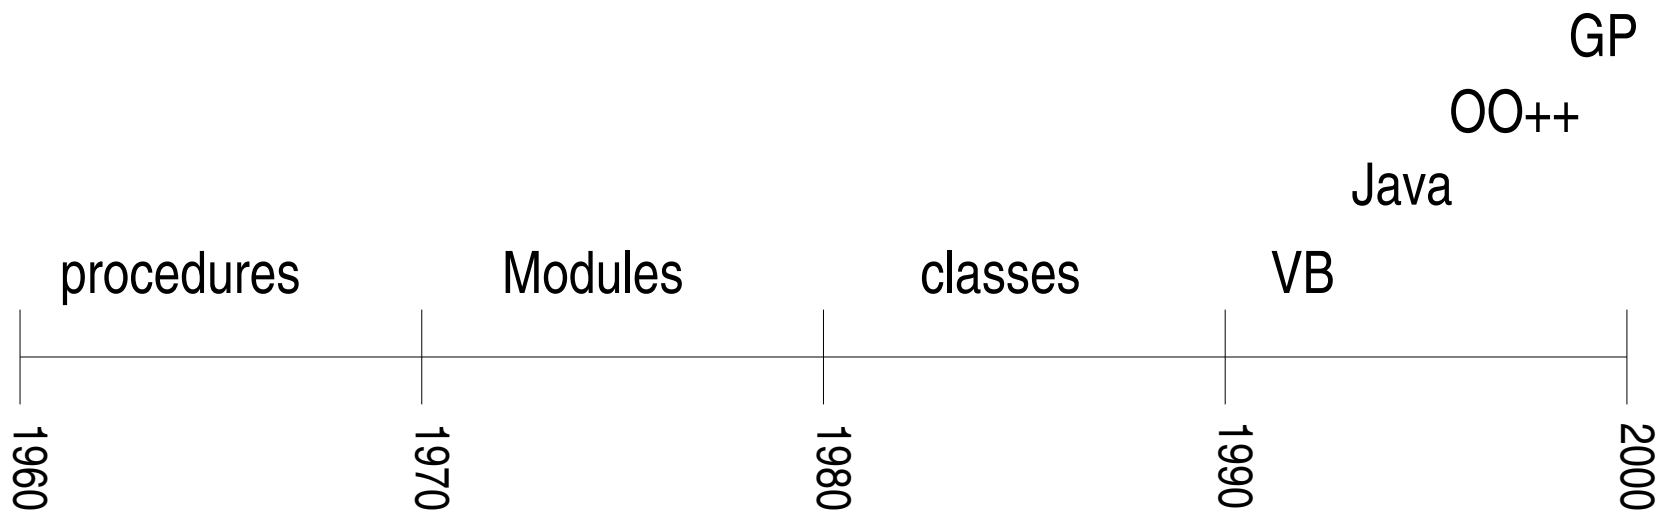 GP
OO++
Java
procedures Modules classes VB
1960 1970 1980 1990 2000